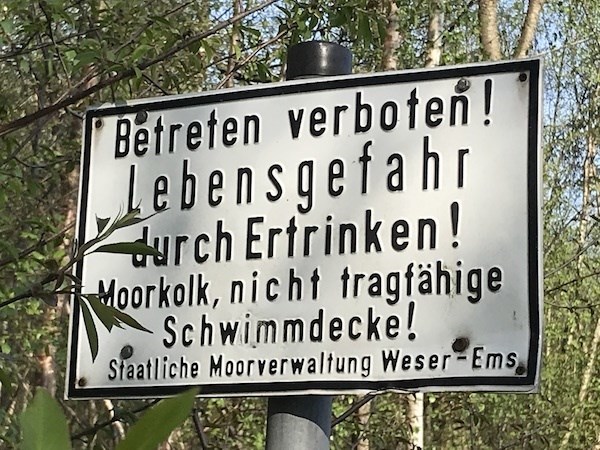 Betreten verboten!
Lebensgefahr
durch Ertrinken!
Moorkolk, nicht tragfähige
Schwimmdecke!
Staatliche Moorverwaltung Weser-Ems